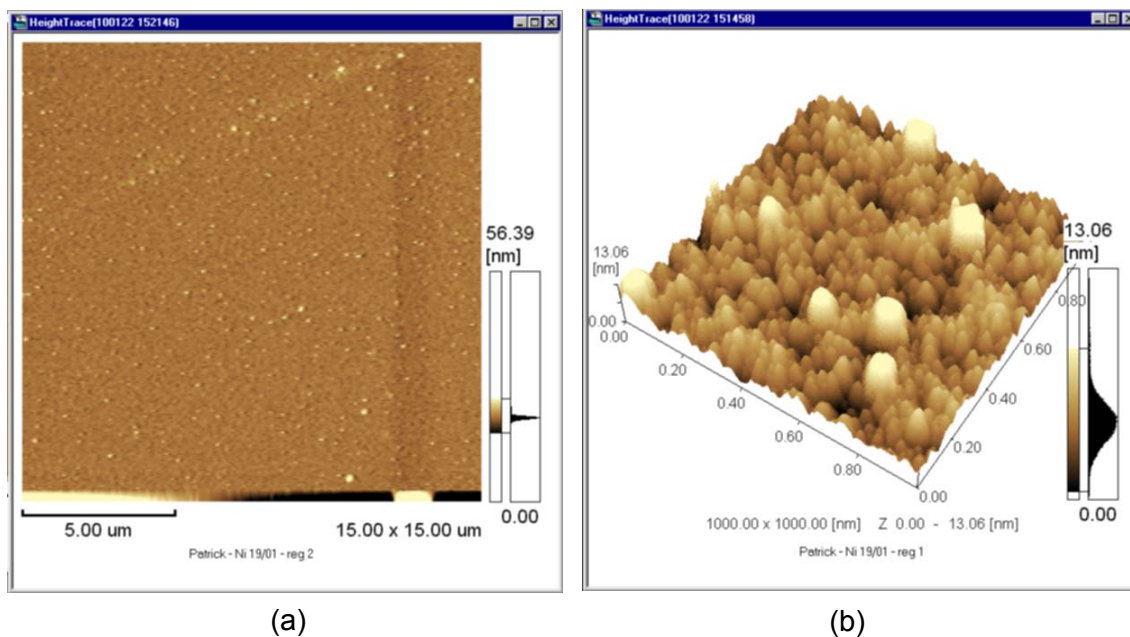 HeightTrace(100122 152146)
56.39
[nm]
0.00
5.00 um
15.00 x 15.00 um
Patrick - Ni 19/01 - reg 2
(a)
HeightTrace(100122 151458)
13.06
[nm]
0.00
0.00
0.20
0.40
0.60
0.80
0.00
0.20
0.40
0.60
0.80
13.06
[nm]
0.00
1000.00 x 1000.00 [nm] Z 0.00 - 13.06 [nm]
Patrick - Ni 19/01 - reg 1
(b)